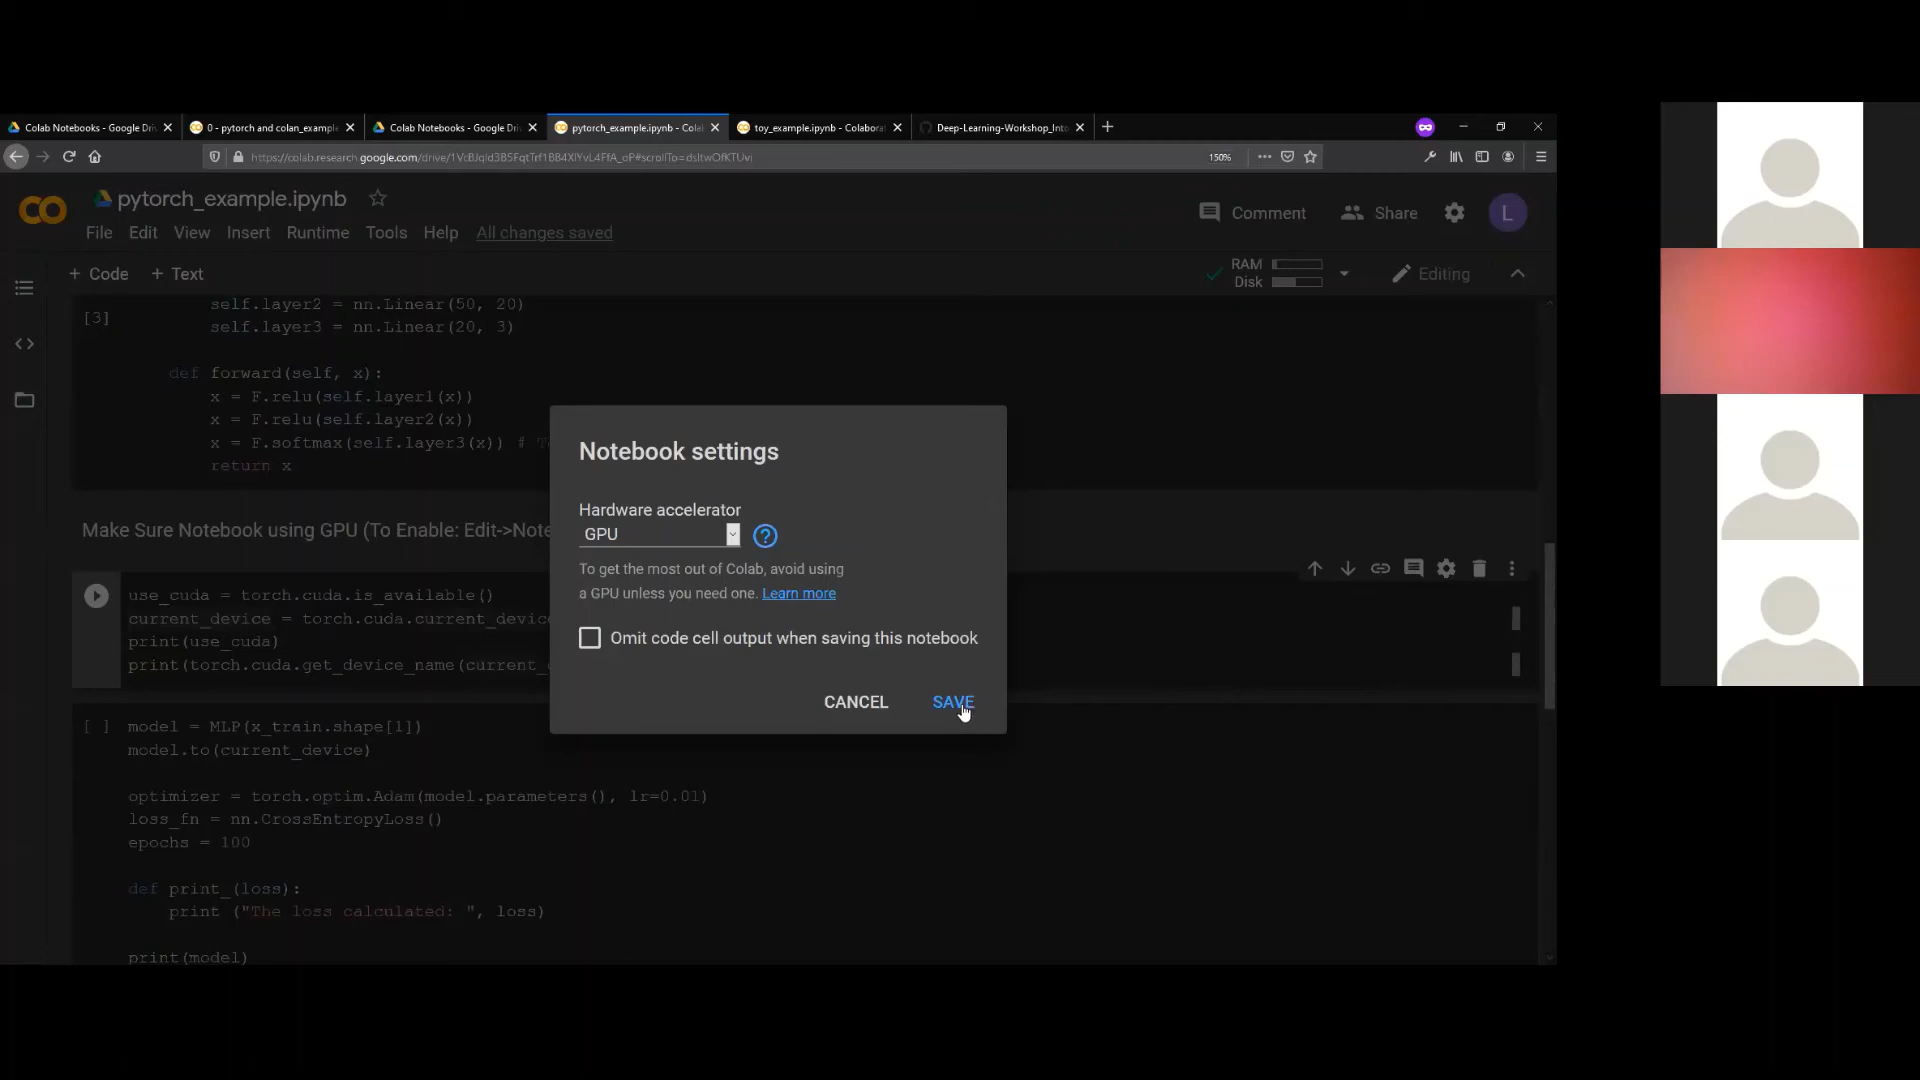 Colab Notebooks - Google Dri
0 - pytorch and colan_example
Colab Notebooks - Google Dri
pytorch_example.ipynb - Colab
toy_example.ipynb - Colaborat
Deep-Learning-Workshop_Into
150%
pytorch_example.ipynb
Comment
Share
L
File Edit View Insert Runtime Tools Help All changes saved
+ Code + Text
RAM
Disk
Editing
[3]
self.layer2 = nn.Linear(50, 20)
self.layer3 = nn.Linear(20, 3)
def forward(self, x):
x = F.relu(self.layer1(x))
x = F.relu(self.layer2(x))
x = F.softmax(self.layer3(x)) #
return x
Make Sure Notebook using GPU (To Enable: Edit->Note
use_cuda = torch.cuda.is_available()
current_device = torch.cuda.current_device
print(use_cuda)
print(torch.cuda.get_device_name(current_
Notebook settings
Hardware accelerator
GPU
?
To get the most out of Colab, avoid using
a GPU unless you need one. Learn more
Omit code cell output when saving this notebook
CANCEL
SAVE
[ ]
model = MLP(x_train.shape[1])
model.to(current_device)
optimizer = torch.optim.Adam(model.parameters(), lr=0.01)
loss_fn = nn.CrossEntropyLoss()
epochs = 100
def print_(loss):
print ("The loss calculated: ", loss)
print(model)